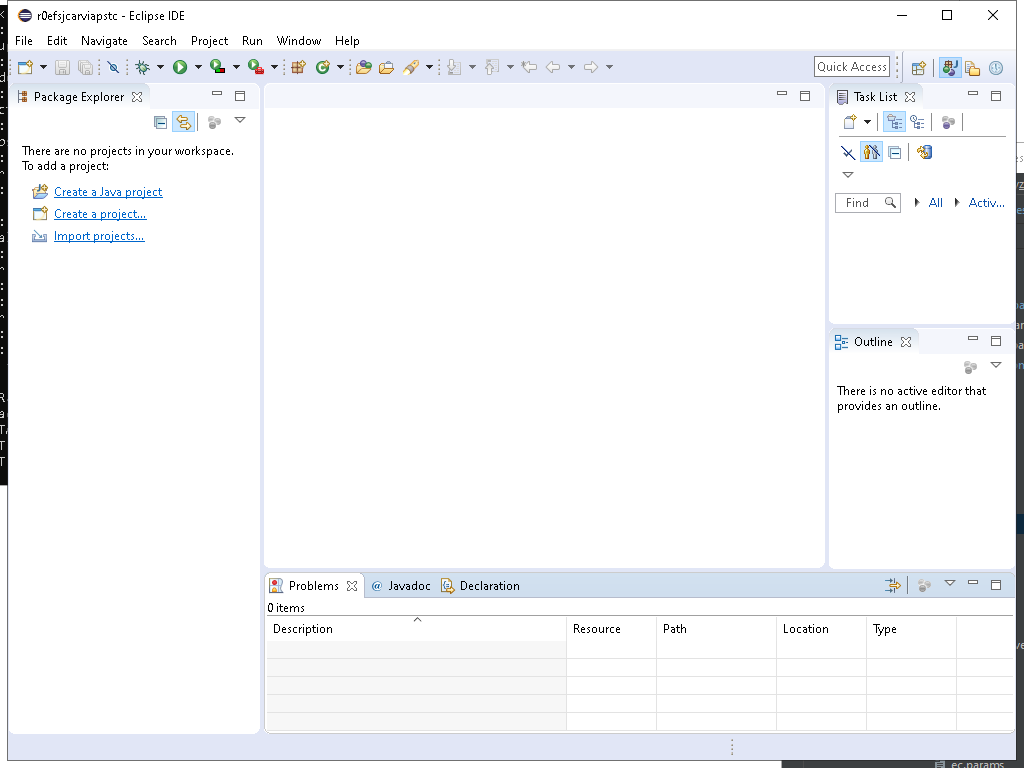 r0efsjcarviapstc - Eclipse IDE
File Edit Navigate Search Project Run Window Help
Quick Access
Package Explorer
Task List
There are no projects in your workspace.
To add a project:
Create a Java project
Create a project...
Import projects...
Find
All
Activ...
Outline
There is no active editor that
provides an outline.
Problems
@ Javadoc
Declaration
0 items
Description Resource Path Location Type
ec.params